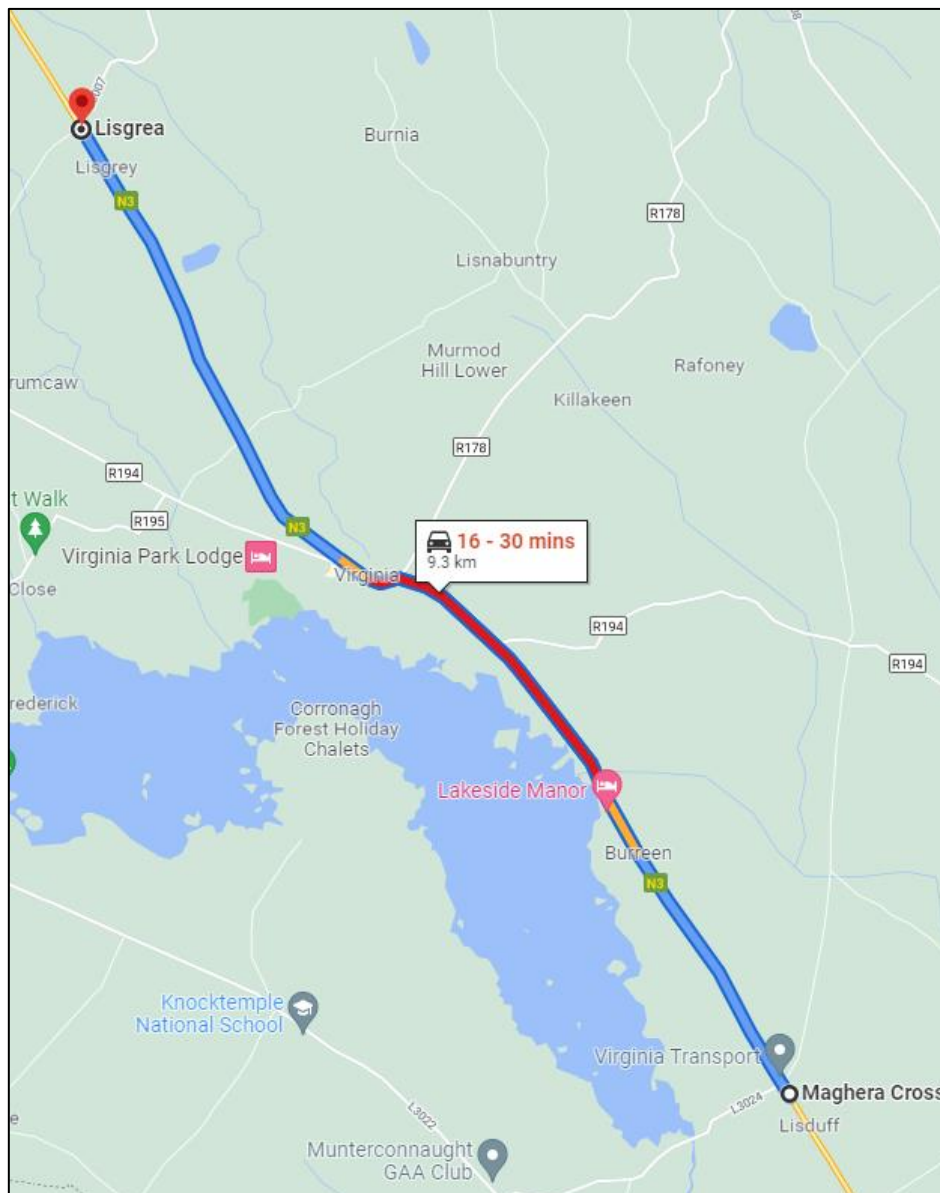 Lisgrea
Lisgrey
N3
Burnia
R178
Lisnabuntry
Murmod
Hill Lower
Rafoney
rumcaw
Killakeen
R178
R194
t Walk
R195
N3
Virginia Park Lodge
16 - 30 mins
9.3 km
Virginia
Close
R194
R194
rederick
Corronagh
Forest Holiday
Chalets
Lakeside Manor
Burreen
N3
Knocktemple
National School
Virginia Transport
Maghera Cross
L3024
Lisduff
L3022
e
Munterconnaught
GAA Club